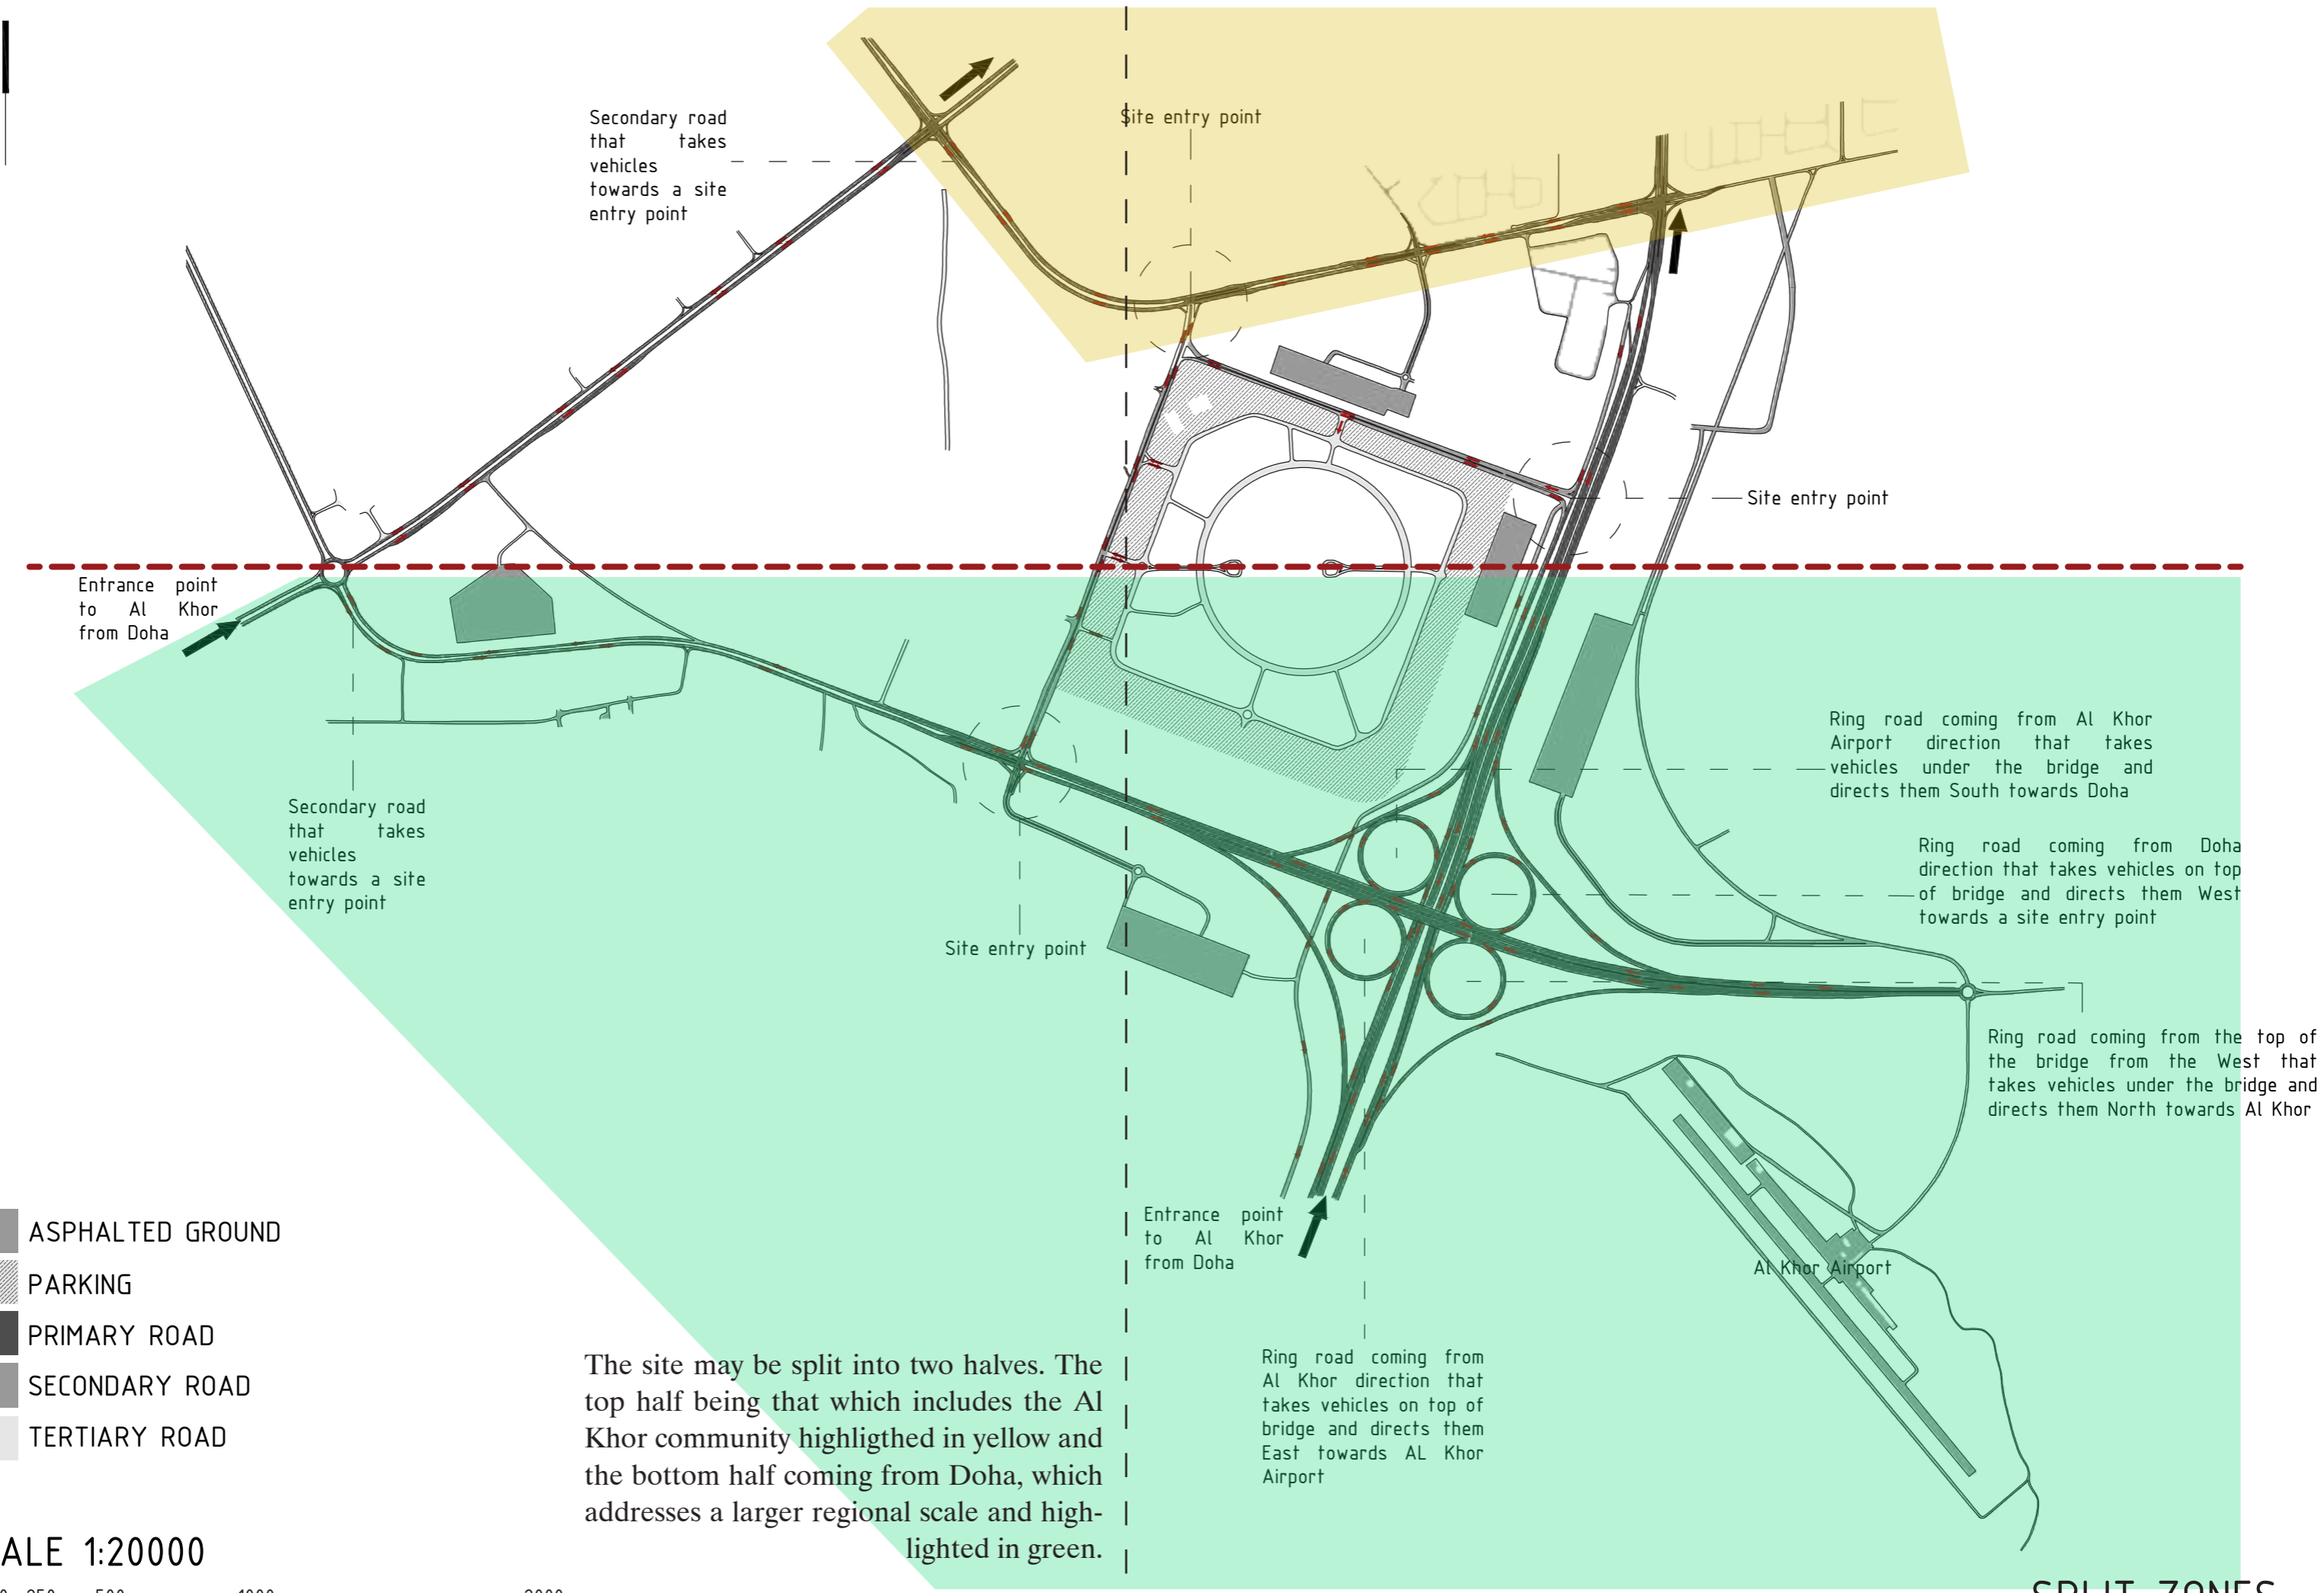 Secondary road
that takes
vehicles
towards a site
entry point
Site entry point
Site entry point
Entrance point
to Al Khor
from Doha
Secondary road
that takes
vehicles
towards a site
entry point
Site entry point
Ring road coming from Al Khor
Airport direction that takes
vehicles under the bridge and
directs them South towards Doha
Ring road coming from Doha
direction that takes vehicles on top
of bridge and directs them West
towards a site entry point
Ring road coming from the top of
the bridge from the West that
takes vehicles under the bridge and
directs them North towards Al Khor
Entrance point
to Al Khor
from Doha
Al Khor Airport
Ring road coming from
Al Khor direction that
takes vehicles on top of
bridge and directs them
East towards AL Khor
Airport
ASPHALTED GROUND
PARKING
PRIMARY ROAD
SECONDARY ROAD
TERTIARY ROAD
The site may be split into two halves. The
top half being that which includes the Al
Khor community highligthed in yellow and
the bottom half coming from Doha, which
addresses a larger regional scale and high-
lighted in green.
ALE 1:20000
0 250 500 1000 2000
SPLIT ZONES